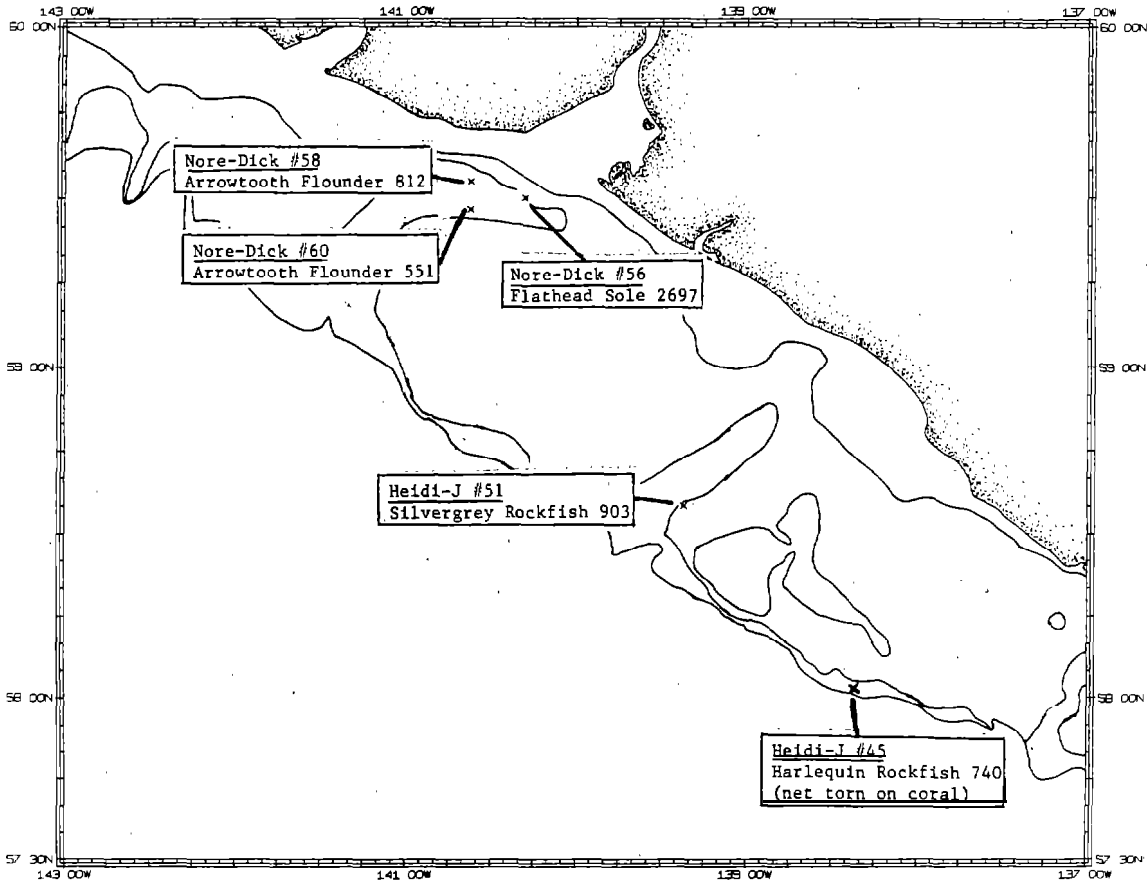 143 00W 141 00W 139 00W 137 00W
60 00N 60 00N
Nore-Dick #58
Arrowtooth Flounder 812
Nore-Dick #60
Arrowtooth Flounder 551
Nore-Dick #56
Flathead Sole 2697
59 00N 59 00N
Heidi-J #51
Silvergrey Rockfish 903
58 00N 58 00N
Heidi-J #45
Harlequin Rockfish 740
(net torn on coral)
57 30N 57 30N
143 00W 141 00W 139 00W 137 00W